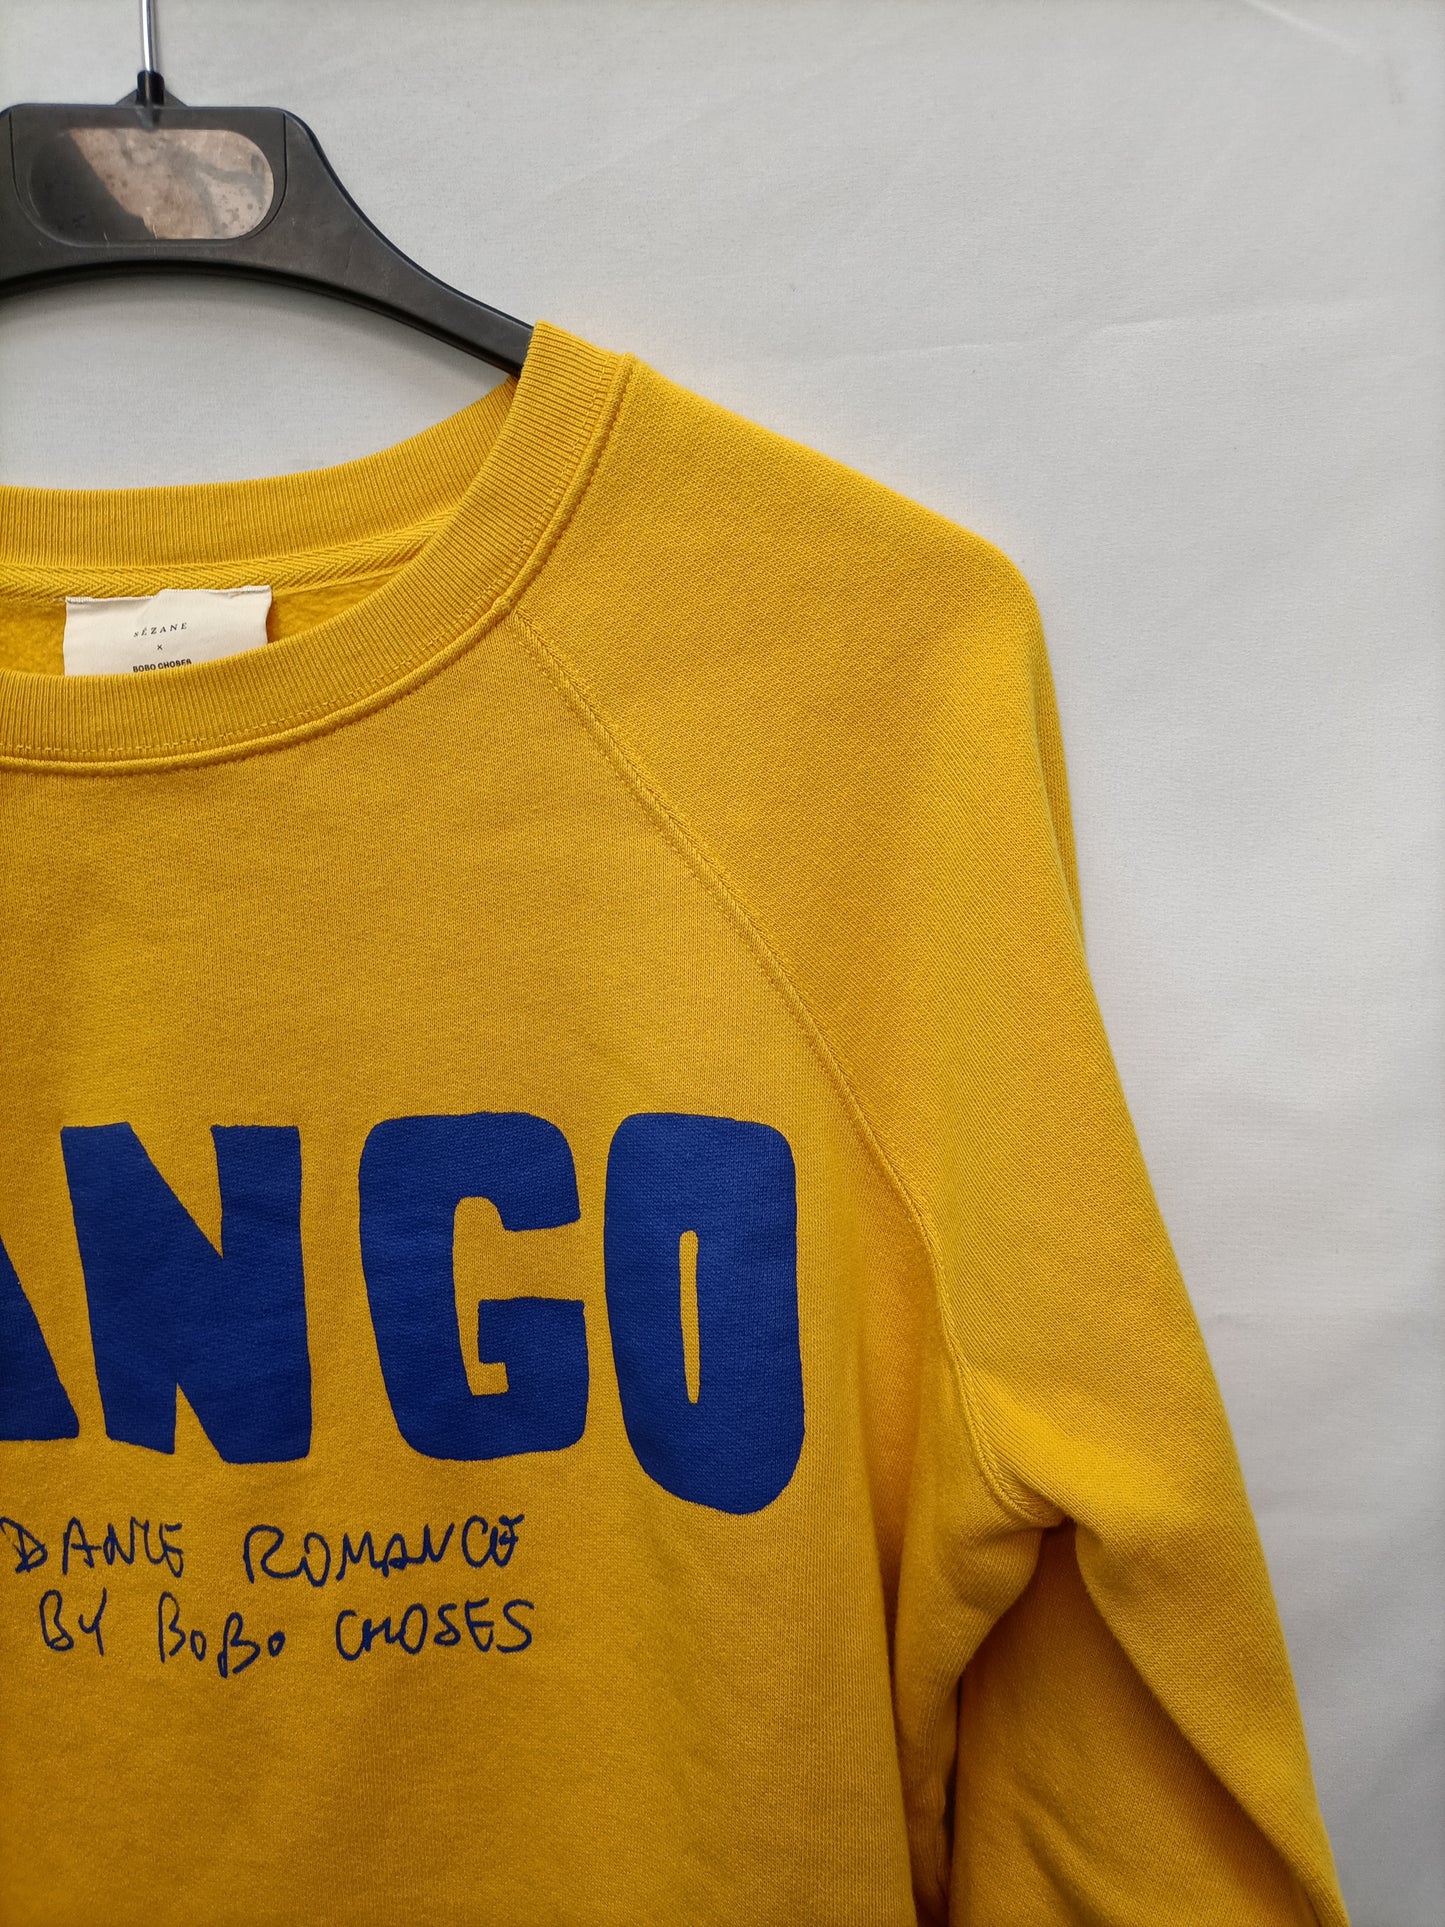 SÉZANE
×
BOBO CHOSES
ANGO
DANCE ROMANCE
BY BOBO CHOSES